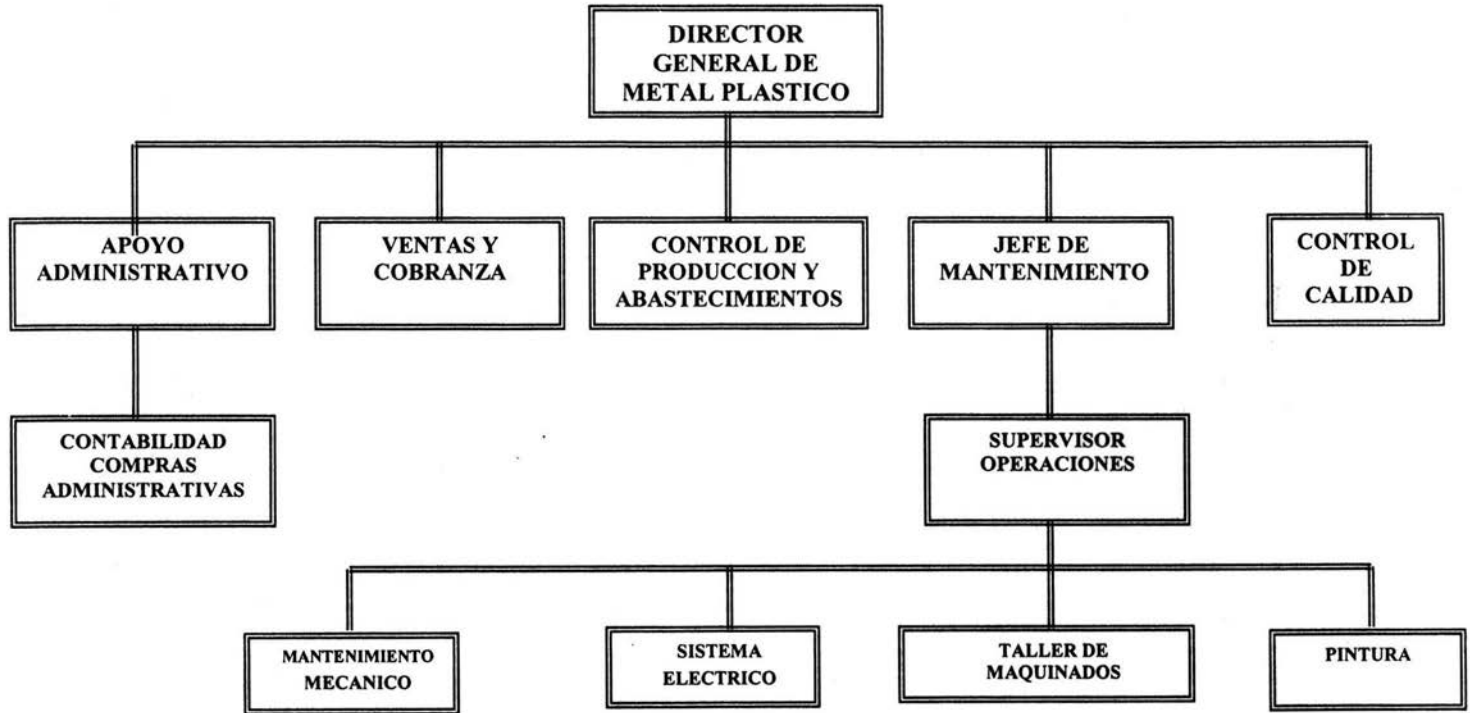 DIRECTOR
GENERAL DE
METAL PLASTICO
APOYO
ADMINISTRATIVO
VENTAS Y
COBRANZA
CONTROL DE
PRODUCCION Y
ABASTECIMIENTOS
JEFE DE
MANTENIMIENTO
CONTROL
DE
CALIDAD
CONTABILIDAD
COMPRAS
ADMINISTRATIVAS
SUPERVISOR
OPERACIONES
MANTENIMIENTO
MECANICO
SISTEMA
ELECTRICO
TALLER DE
MAQUINADOS
PINTURA